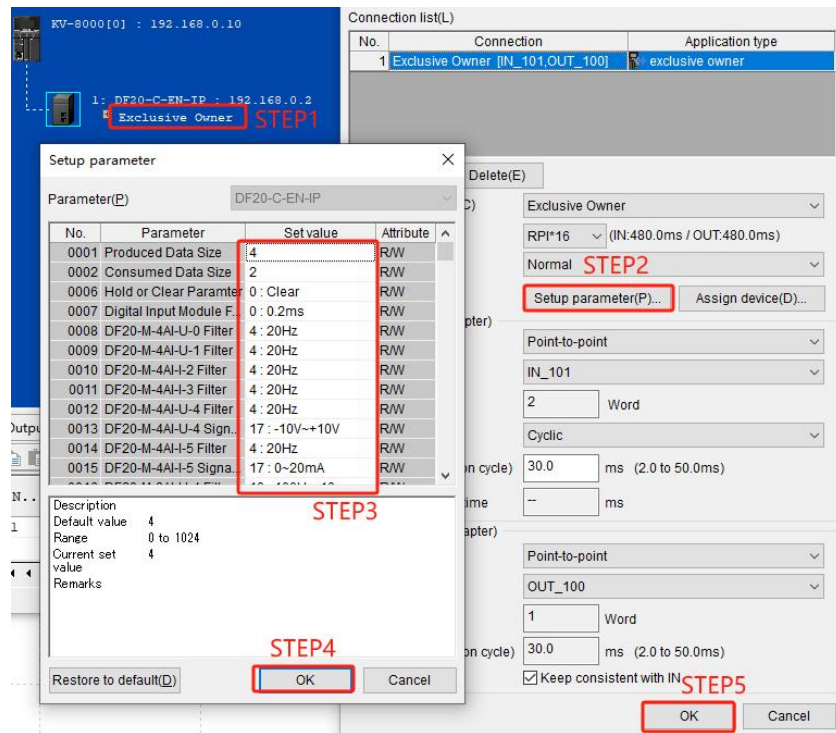 KV-8000[0] : 192.168.0.10
1: DF20-C-EN-IP : 192.168.0.2
Exclusive Owner
STEP1
Connection list(L)
No. Connection Application type
1 Exclusive Owner [IN_101,OUT_100] exclusive owner
Delete(E)
Exclusive Owner
RPI*16 (IN:480.0ms / OUT:480.0ms)
Normal
STEP2
Setup parameter(P)... Assign device(D)...
pter)
Point-to-point
IN_101
2 Word
Cyclic
on cycle) 30.0 ms (2.0 to 50.0ms)
ime -- ms
apter)
Point-to-point
OUT_100
1 Word
on cycle) 30.0 ms (2.0 to 50.0ms)
Keep consistent with IN
STEP5
OK Cancel
Setup parameter
Parameter(P) DF20-C-EN-IP
No. Parameter Set value Attribute
0001 Produced Data Size 4 R/W
0002 Consumed Data Size 2 R/W
0006 Hold or Clear Paramter 0 : Clear R/W
0007 Digital Input Module F... 0 : 0.2ms R/W
0008 DF20-M-4AI-U-0 Filter 4 : 20Hz R/W
0009 DF20-M-4AI-U-1 Filter 4 : 20Hz R/W
0010 DF20-M-4AI-I-2 Filter 4 : 20Hz R/W
0011 DF20-M-4AI-I-3 Filter 4 : 20Hz R/W
0012 DF20-M-4AI-U-4 Filter 4 : 20Hz R/W
0013 DF20-M-4AI-U-4 Sign... 17 : -10V~+10V R/W
0014 DF20-M-4AI-I-5 Filter 4 : 20Hz R/W
0015 DF20-M-4AI-I-5 Signa... 17 : 0~20mA R/W
STEP3
Description
Default value 4
Range 0 to 1024
Current set value 4
Remarks
STEP4
Restore to default(D) OK Cancel
Outpu
N...
1